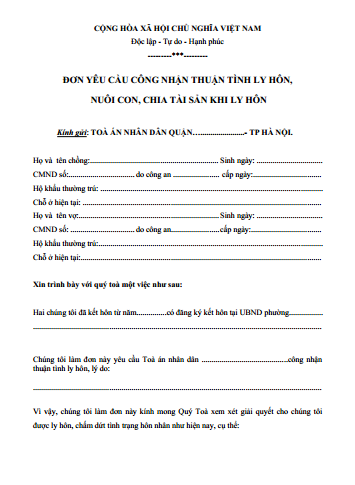 CỘNG HÒA XÃ HỘI CHỦ NGHĨA VIỆT NAM
Độc lập - Tự do - Hạnh phúc
---------***---------
ĐƠN YÊU CẦU CÔNG NHẬN THUẬN TÌNH LY HÔN,
NUÔI CON, CHIA TÀI SẢN KHI LY HÔN
Kính gửi: TOÀ ÁN NHÂN DÂN QUẬN…....................- TP HÀ NỘI.
Họ và tên chồng:.................................................... Sinh ngày: ..........................
CMND số:.......................... do công an .................. cấp ngày:..........................
Hộ khẩu thường trú: .......................................................................................
Chỗ ở hiện tại: ...............................................................................................
Họ và tên vợ:......................................................... Sinh ngày: ..........................
CMND số: ......................... do công an...................cấp ngày:..........................
Hộ khẩu thường trú:........................................................................................
Chỗ ở hiện tại:................................................................................................
Xin trình bày với quý toà một việc như sau:
Hai chúng tôi đã kết hôn từ năm...............có đăng ký kết hôn tại UBND phường..............
....................................................................................................................
Chúng tôi làm đơn này yêu cầu Toà án nhân dân ...................................công nhận
thuận tình ly hôn, lý do:
....................................................................................................................
Vì vậy, chúng tôi làm đơn này kính mong Quý Toà xem xét giải quyết cho chúng tôi
được ly hôn, chấm dứt tình trạng hôn nhân như hiện nay, cụ thể: